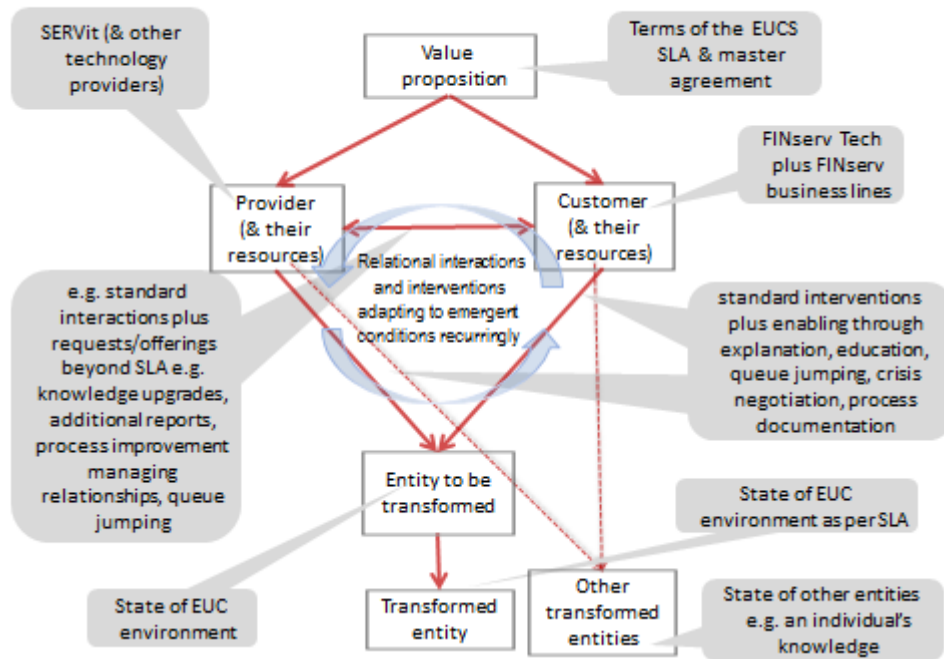 SERVit (& other
technology
providers)
Value
proposition
Terms of the EUCS
SLA & master
agreement
FINserv Tech
plus FINserv
business lines
Provider
(& their
resources)
Customer
(& their
resources)
Relational interactions
and interventions
adapting to emergent
conditions recurringly
e.g. standard
interactions plus
requests/offerings
beyond SLA e.g.
knowledge upgrades,
additional reports,
process improvement
managing
relationships, queue
jumping
standard interventions
plus enabling through
explanation, education,
queue jumping, crisis
negotiation, process
documentation
Entity to be
transformed
State of EUC
environment as per SLA
State of EUC
environment
Transformed
entity
Other
transformed
entities
State of other entities
e.g. an individual's
knowledge